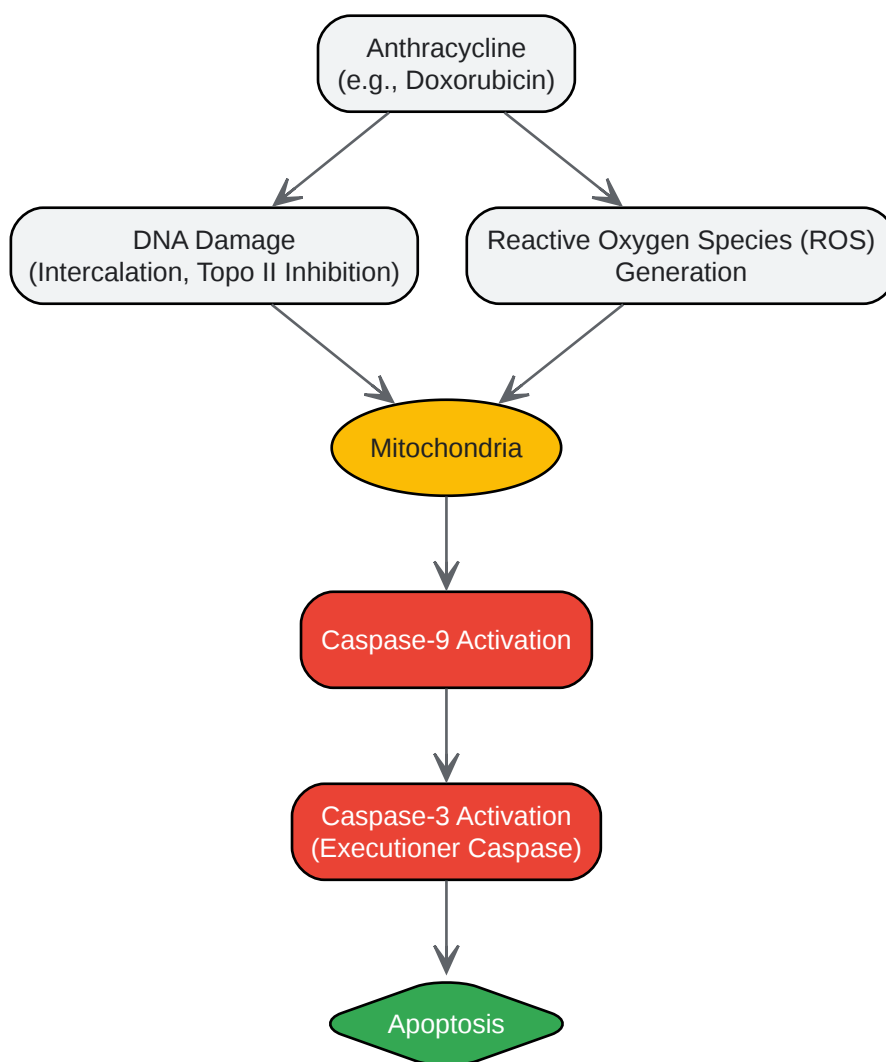 Anthracycline
(e.g., Doxorubicin)
DNA Damage
(Intercalation, Topo II Inhibition)
Reactive Oxygen Species (ROS)
Generation
Mitochondria
Caspase-9 Activation
Caspase-3 Activation
(Executioner Caspase)
Apoptosis